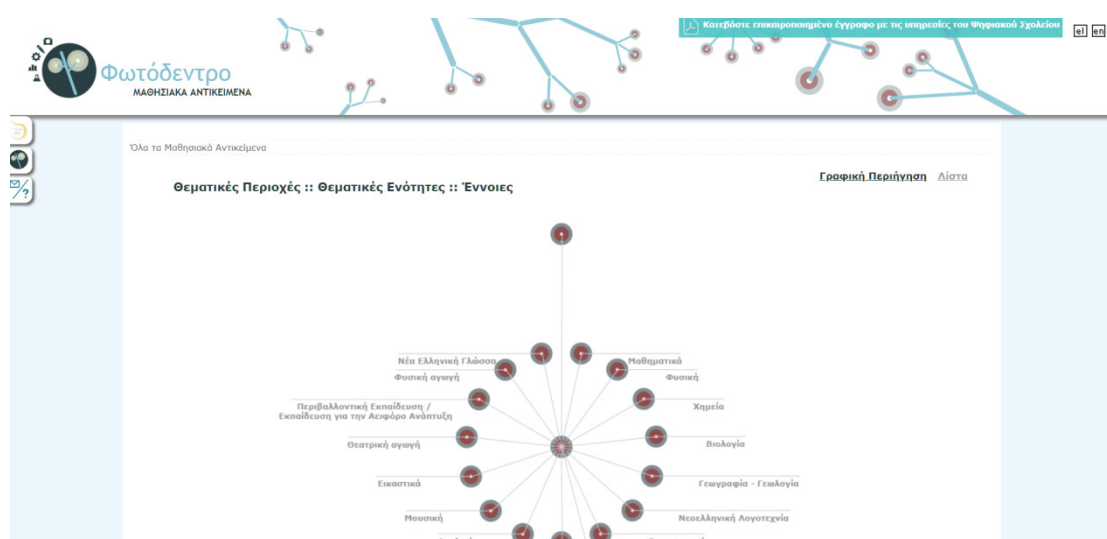 Κατεβάστε επικαιροποιημένο έγγραφο με τις υπηρεσίες του Ψηφιακού Σχολείου
el en
Φωτόδεντρο
ΜΑΘΗΣΙΑΚΑ ΑΝΤΙΚΕΙΜΕΝΑ
Όλα τα Μαθησιακά Αντικείμενα
Γραφική Περιήγηση Λίστα
Θεματικές Περιοχές :: Θεματικές Ενότητες :: Έννοιες
Νέα Ελληνική Γλώσσα
Μαθηματικά
Φυσική αγωγή
Φυσική
Περιβαλλοντική Εκπαίδευση /
Εκπαίδευση για την Αειφόρο Ανάπτυξη
Χημεία
Θεατρική αγωγή
Βιολογία
Εικαστικά
Γεωγραφία - Γεωλογία
Μουσική
Νεοελληνική Λογοτεχνία